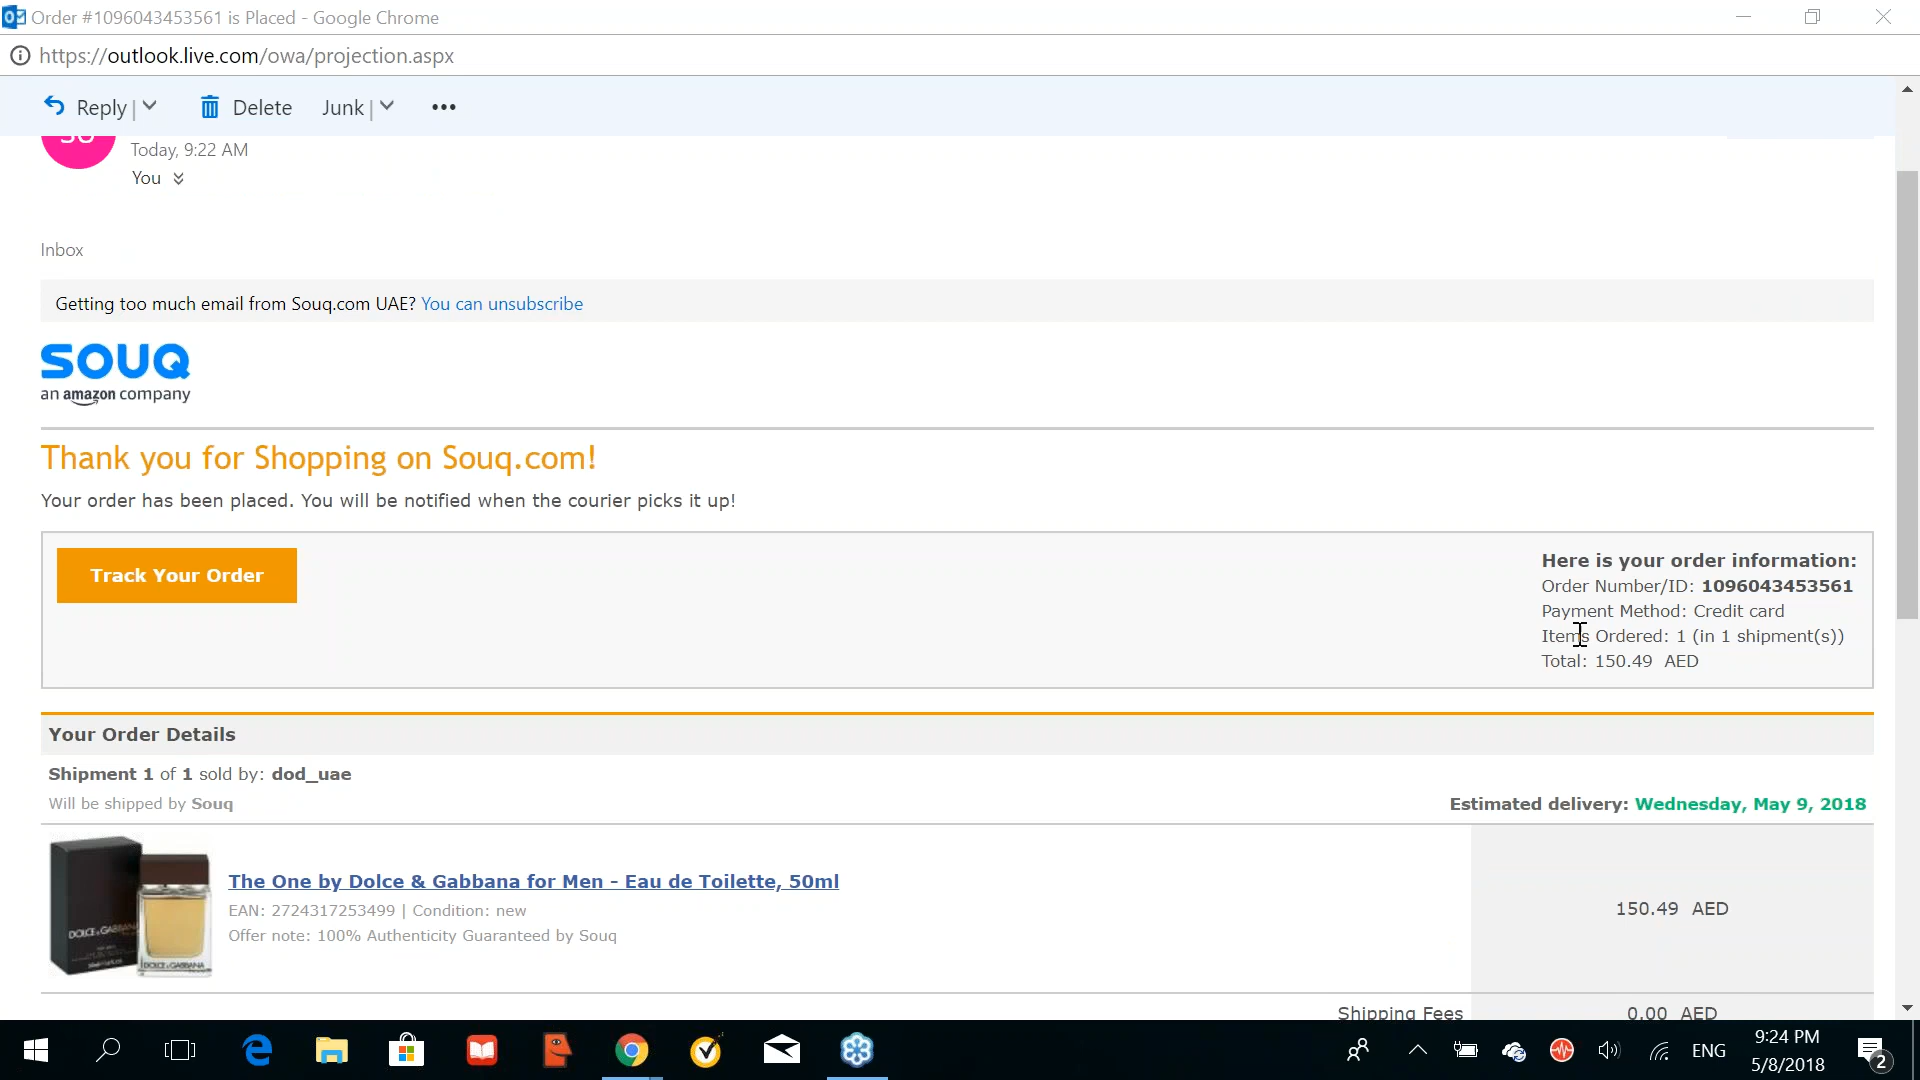 Order #1096043453561 is Placed - Google Chrome
https://outlook.live.com/owa/projection.aspx
Reply Delete Junk
Today, 9:22 AM
You
Inbox
Getting too much email from Souq.com UAE? You can unsubscribe
SOUQ
an amazon company
Thank you for Shopping on Souq.com!
Your order has been placed. You will be notified when the courier picks it up!
Track Your Order
Here is your order information:
Order Number/ID: 1096043453561
Payment Method: Credit card
Items Ordered: 1 (in 1 shipment(s))
Total: 150.49 AED
Your Order Details
Shipment 1 of 1 sold by: dod_uae
Will be shipped by Souq
Estimated delivery: Wednesday, May 9, 2018
The One by Dolce & Gabbana for Men - Eau de Toilette, 50ml
EAN: 2724317253499 | Condition: new
Offer note: 100% Authenticity Guaranteed by Souq
150.49 AED
DOLCE & GABBANA
DOLCE & GABBANA
Shipping Fees 0.00 AED
ENG
9:24 PM
5/8/2018
2